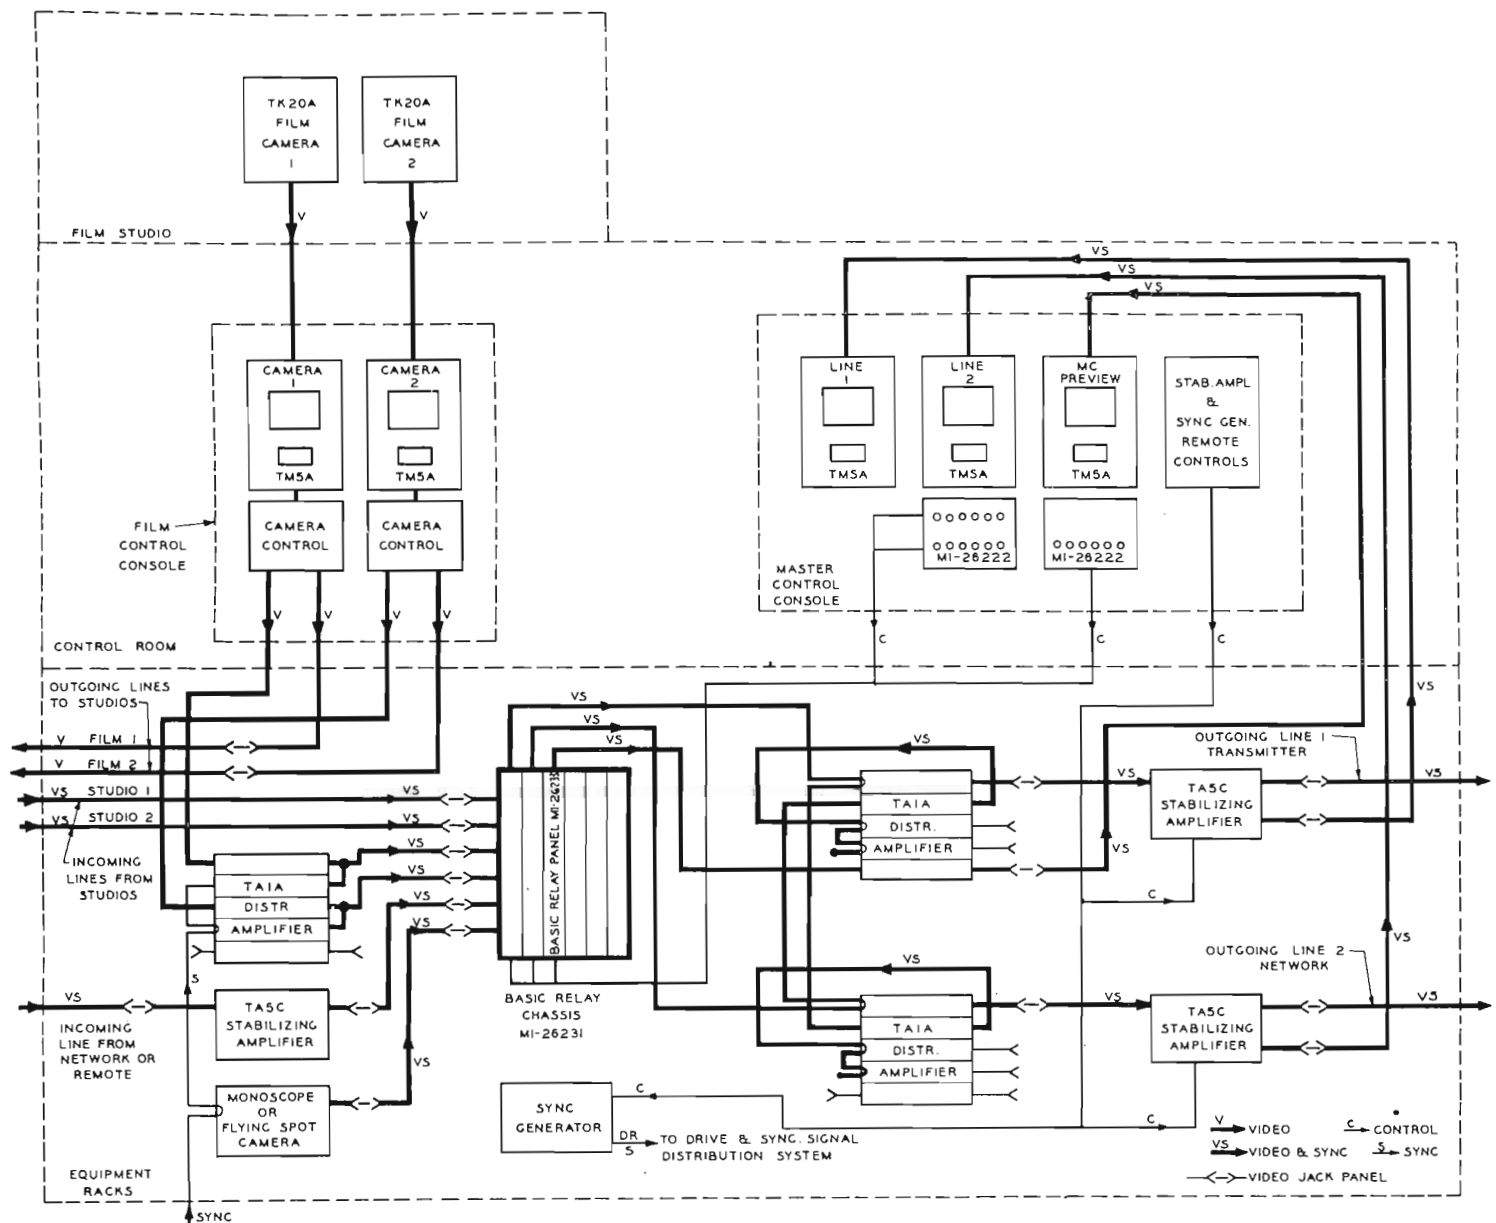 TK20A
FILM
CAMERA
1
TK20A
FILM
CAMERA
2
V
V
FILM STUDIO
VS
VS
VS
CAMERA
1
TM5A
CAMERA
2
TM5A
CAMERA
CONTROL
CAMERA
CONTROL
FILM
CONTROL
CONSOLE
LINE
1
TM5A
LINE
2
TM5A
MC
PREVIEW
TM5A
STAB. AMPL
&
SYNC GEN.
REMOTE
CONTROLS
MI-26222
MI-26222
MASTER
CONTROL
CONSOLE
V
V
V
V
C
C
C
CONTROL ROOM
OUTGOING LINES
TO STUDIOS
V FILM 1
V FILM 2
VS STUDIO 1 VS
VS STUDIO 2 VS
INCOMING
LINES FROM
STUDIOS
TA1A
DISTR
AMPLIFIER
VS
VS
VS
VS
S
VS
INCOMING
LINE FROM
NETWORK OR
REMOTE
TA5C
STABILIZING
AMPLIFIER
MONOSCOPE
OR
FLYING SPOT
CAMERA
VS
EQUIPMENT
RACKS
SYNC
VS
VS
VS
BASIC RELAY PANEL MI-26235
BASIC RELAY
CHASSIS
MI-26231
VS
TA1A
DISTR.
AMPLIFIER
VS
VS
TA5C
STABILIZING
AMPLIFIER
OUTGOING LINE 1
TRANSMITTER
VS
VS
C
VS
TA1A
DISTR.
AMPLIFIER
VS
TA5C
STABILIZING
AMPLIFIER
OUTGOING LINE 2
NETWORK
VS
VS
C
SYNC
GENERATOR
C
DR
S
TO DRIVE & SYNC. SIGNAL
DISTRIBUTION SYSTEM
V VIDEO
C CONTROL
VS VIDEO & SYNC
S SYNC
VIDEO JACK PANEL